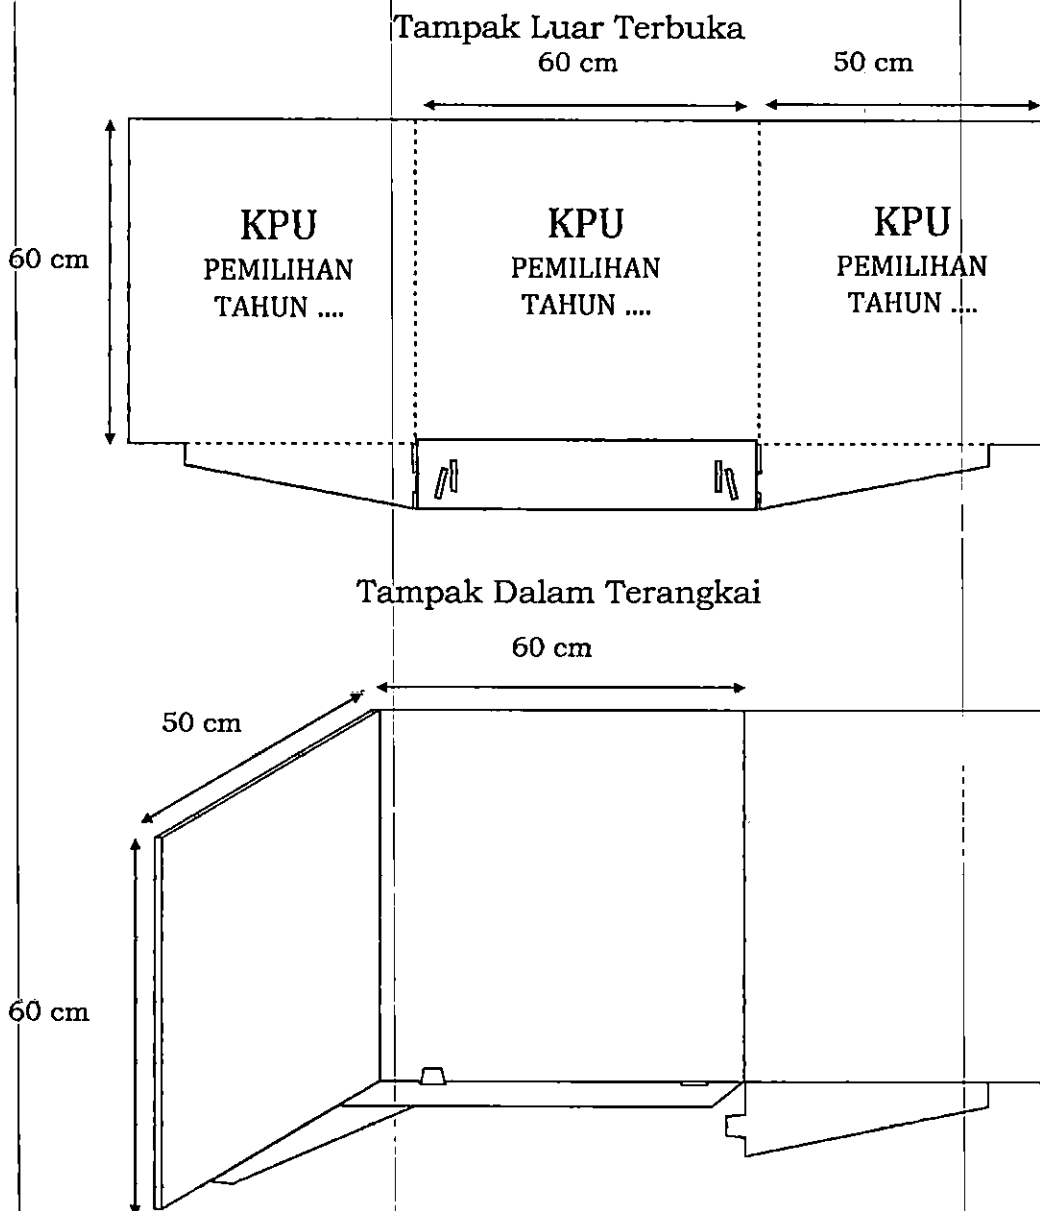 Tampak Luar Terbuka
60 cm
50 cm
60 cm
KPU
PEMILIHAN
TAHUN ....
KPU
PEMILIHAN
TAHUN ....
KPU
PEMILIHAN
TAHUN ....
Tampak Dalam Terangkai
60 cm
50 cm
60 cm